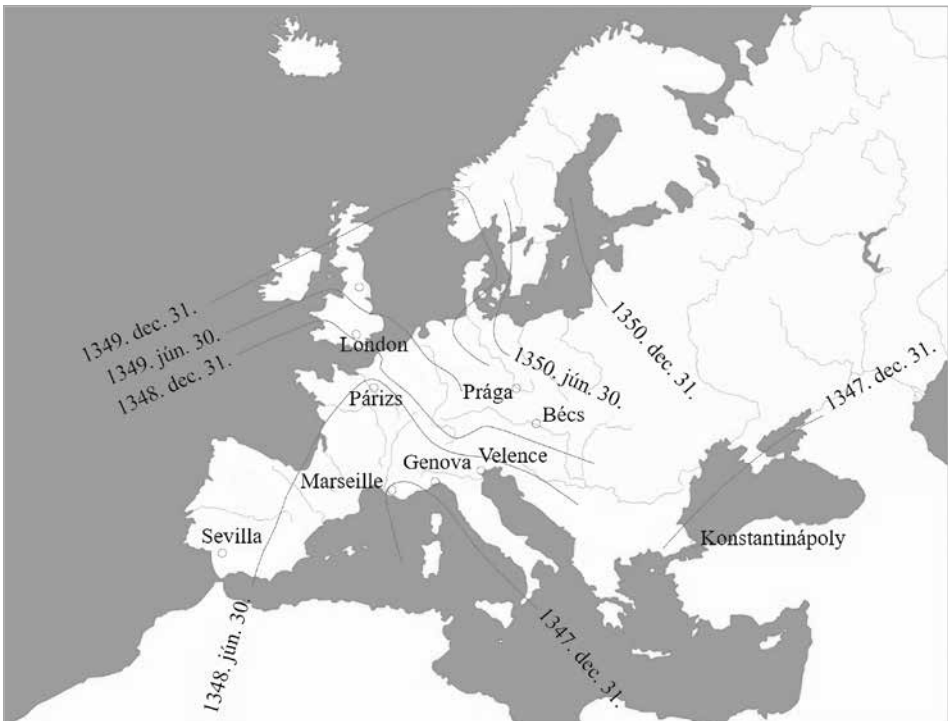 1349. dec. 31.
1349. jún. 30.
1348. dec. 31.
London
1350. jún. 30.
1350. dec. 31.
1347. dec. 31.
Párizs
Prága
Bécs
Genova
Velence
Marseille
Sevilla
Konstantinápoly
1348. jún. 30.
1347. dec. 31.